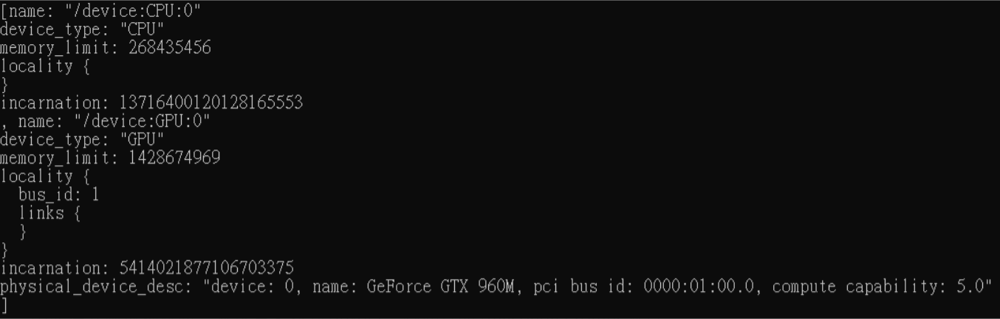 [name: "/device:CPU:0"
device_type: "CPU"
memory_limit: 268435456
locality {
}
incarnation: 13716400120128165553
, name: "/device:GPU:0"
device_type: "GPU"
memory_limit: 1428674969
locality {
  bus_id: 1
  links {
  }
}
incarnation: 5414021877106703375
physical_device_desc: "device: 0, name: GeForce GTX 960M, pci bus id: 0000:01:00.0, compute capability: 5.0"
]